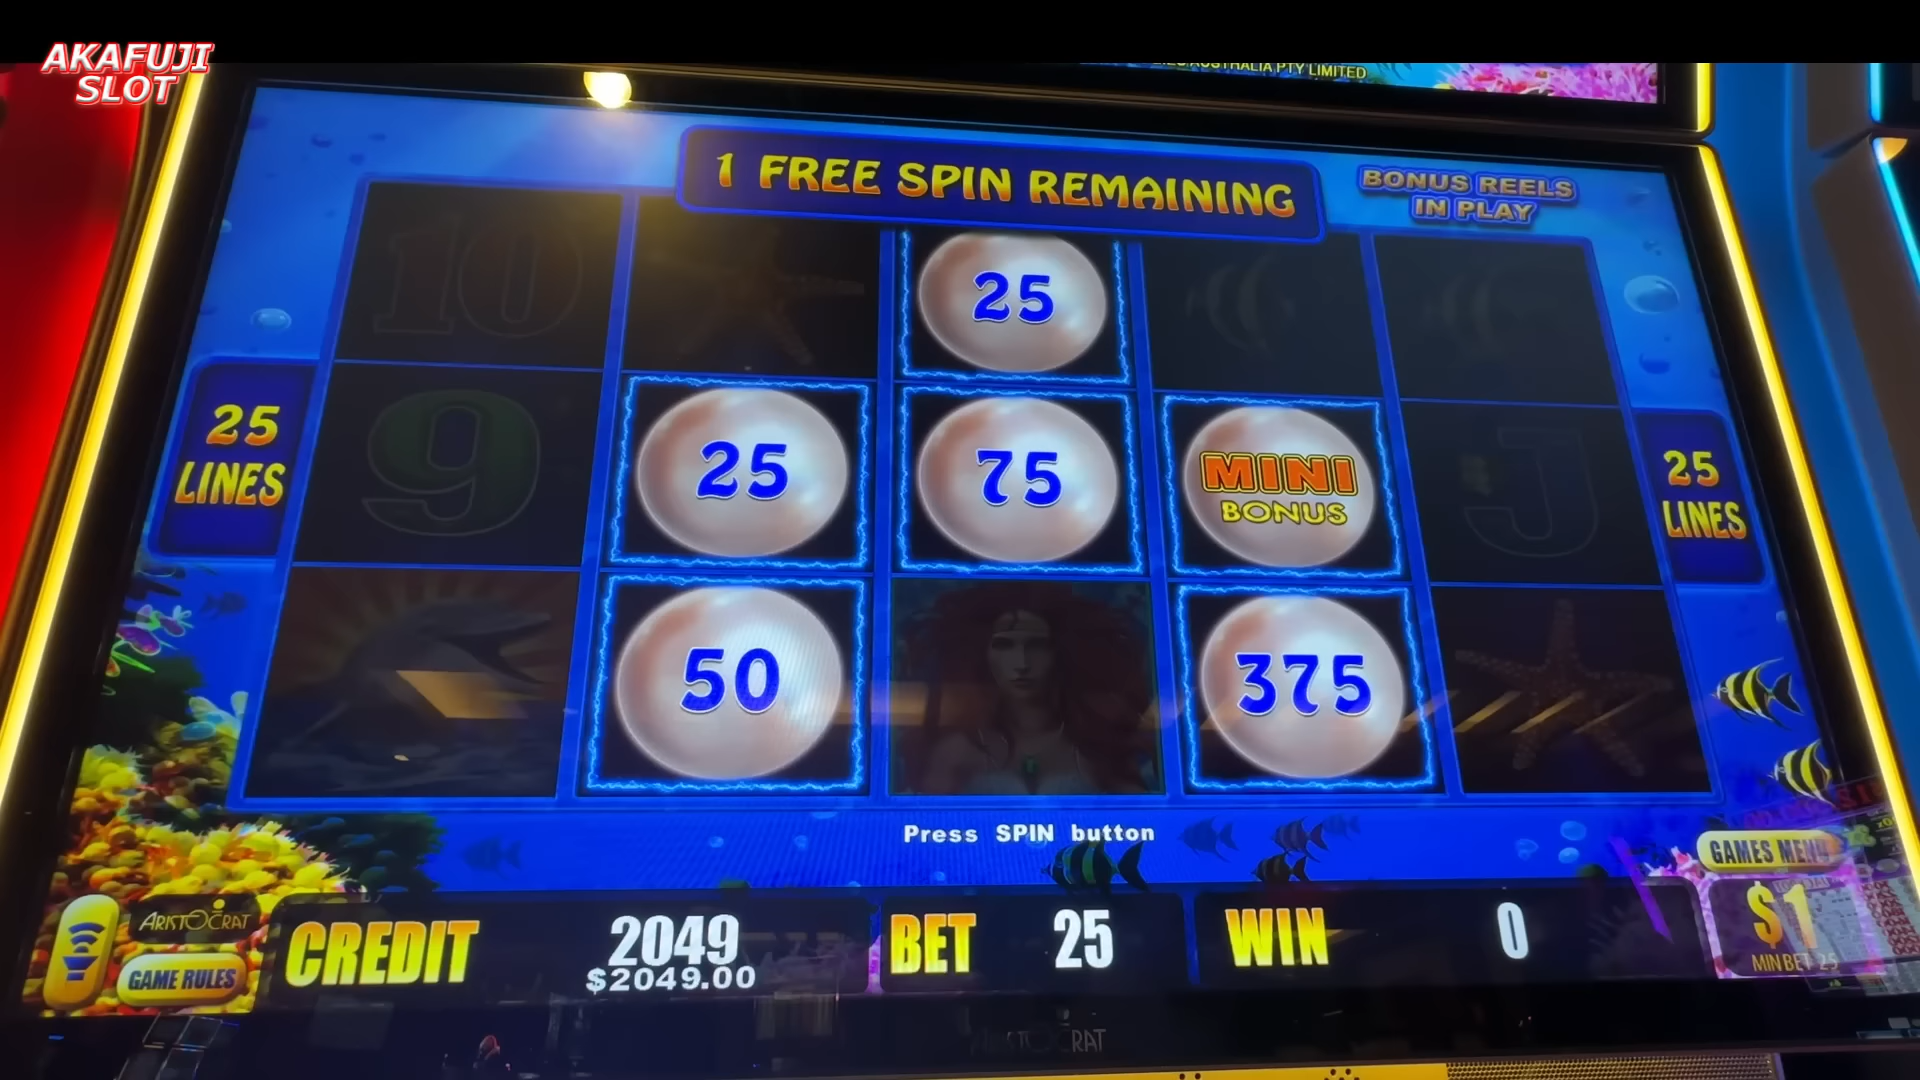 AKAFUJI
SLOT
AUSTRALIA PTY LIMITED
1 FREE SPIN REMAINING
BONUS REELS
IN PLAY
10
25
25
LINES
9
25
75
MINI
BONUS
J
25
LINES
50
375
Press SPIN button
GAMES MENU
ARISTOCRAT
GAME RULES
CREDIT
2049
$2049.00
BET
25
WIN
0
$1
MIN BET 25